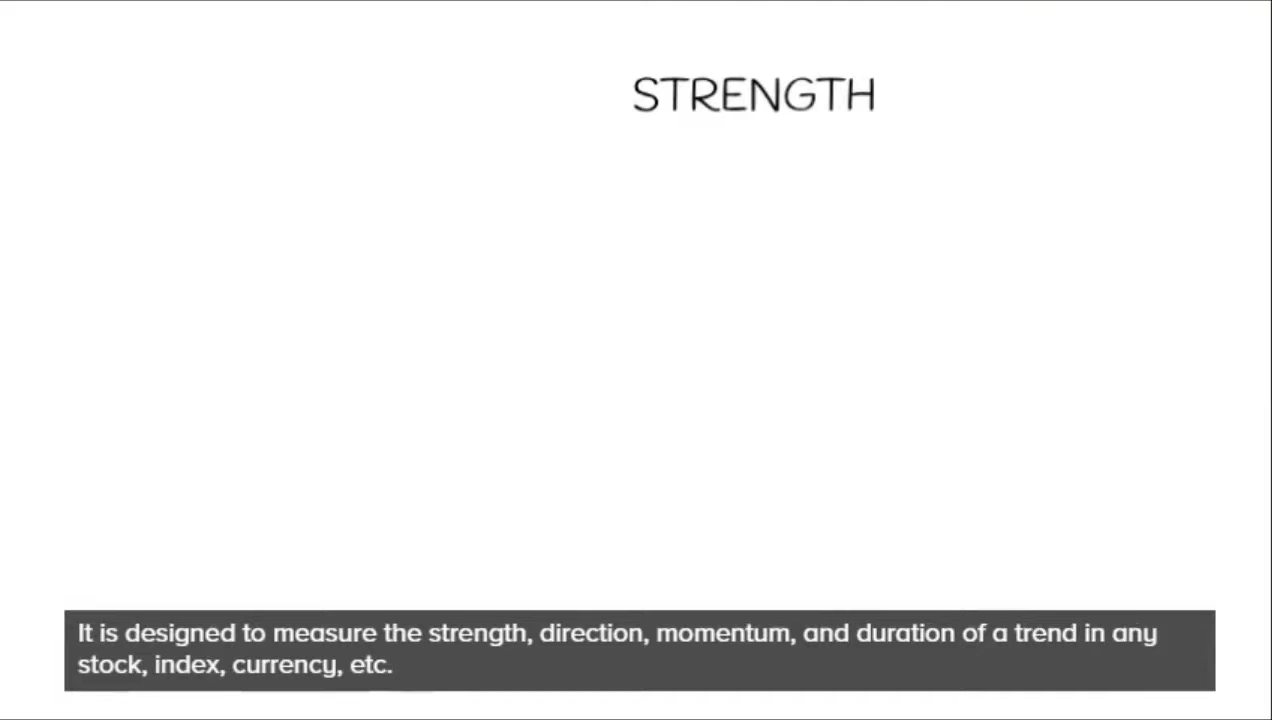 STRENGTH
It is designed to measure the strength, direction, momentum, and duration of a trend in any
stock, index, currency, etc.